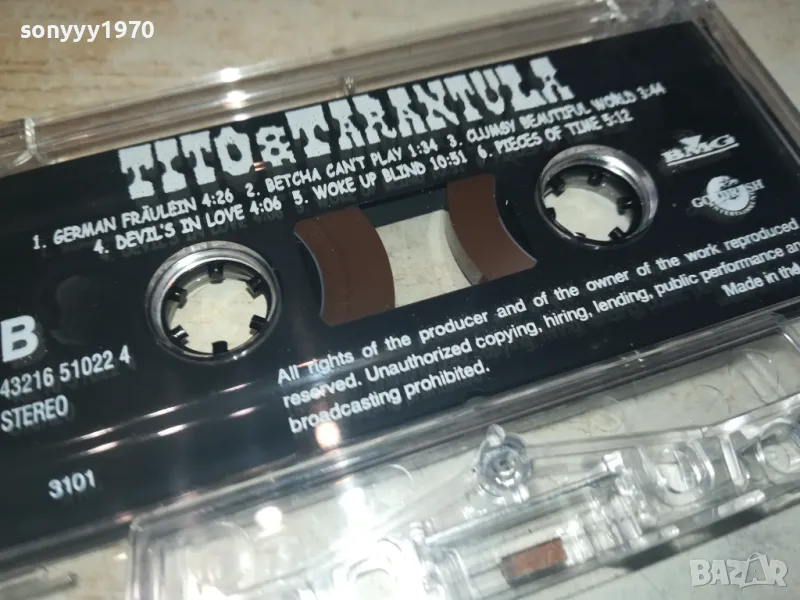 sonyyy1970
TITO & TARANTULA
1. GERMAN FRÄULEIN 4:26 2. BETCHA CAN'T PLAY 1:34 3. CLUMSY BEAUTIFUL WORLD 3:44
4. DEVIL'S IN LOVE 4:06 5. WOKE UP BLIND 10:51 6. PIECES OF TIME 5:12
BMG
B
43216 51022 4
STEREO
3101
All rights of the producer and of the owner of the work reproduced
reserved. Unauthorized copying, hiring, lending, public performance an
broadcasting prohibited.
Made in the
BAZAR